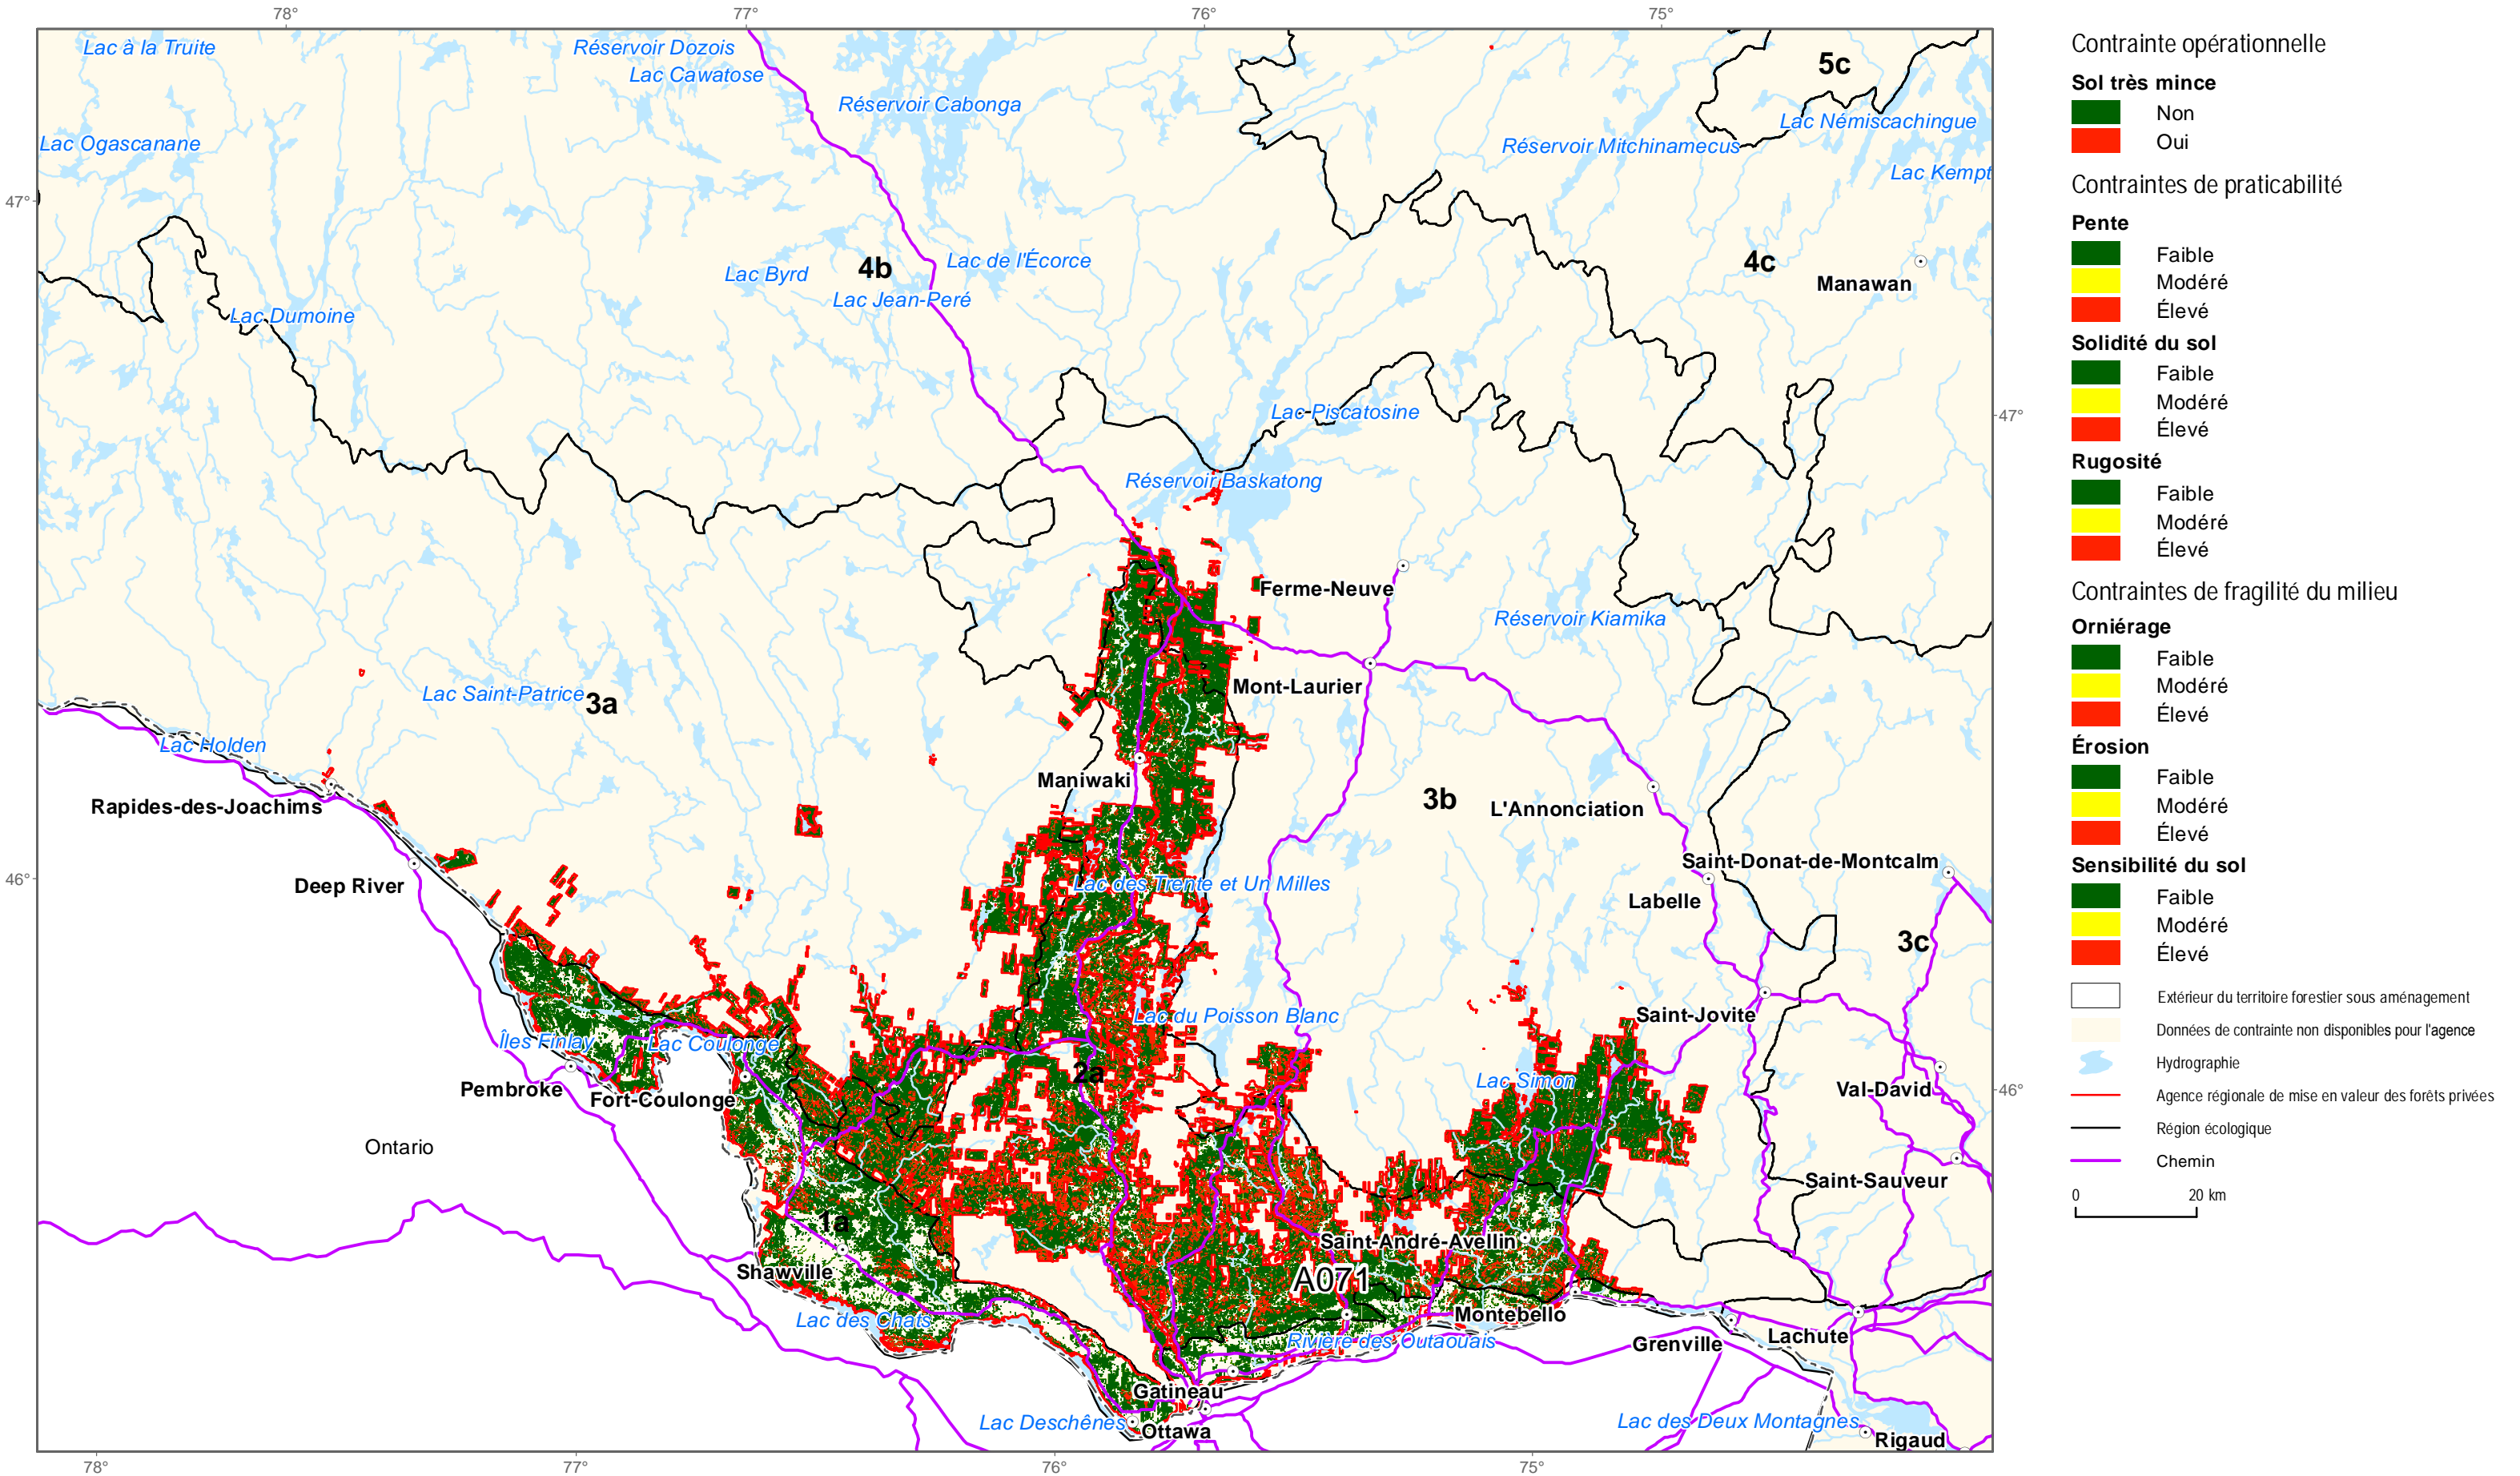 78°
77°
76°
75°
Lac à la Truite
Réservoir Dozois
Lac Cawatose
Réservoir Cabonga
5c
Lac Némiscachingue
Lac Ogascanane
Réservoir Mitchinamecus
Lac Kempt
47°
4b
Lac de l'Écorce
4c
Lac Byrd
Manawan
Lac Jean-Peré
Lac Dumoine
Lac Piscatosine
47°
Réservoir Baskatong
Ferme-Neuve
Réservoir Kiamika
Lac Saint-Patrice
3a
Mont-Laurier
Lac Holden
Maniwaki
Rapides-des-Joachims
3b
L'Annonciation
Saint-Donat-de-Montcalm
46°
Deep River
Lac des Trente et Un Milles
Labelle
3c
Lac du Poisson Blanc
Saint-Jovite
Îles Finlay
Lac Coulonge
2a
Lac Simon
Pembroke
Fort-Coulonge
Val-David
46°
Ontario
Saint-Sauveur
1a
Saint-André-Avellin
Shawville
A071
Lac des Chats
Montebello
Rivière des Outaouais
Grenville
Lachute
Gatineau
Lac Deschênes
Ottawa
Lac des Deux Montagnes
Rigaud
78°
77°
76°
75°
Contrainte opérationnelle
Sol très mince
Non
Oui
Contraintes de praticabilité
Pente
Faible
Modéré
Élevé
Solidité du sol
Faible
Modéré
Élevé
Rugosité
Faible
Modéré
Élevé
Contraintes de fragilité du milieu
Orniérage
Faible
Modéré
Élevé
Érosion
Faible
Modéré
Élevé
Sensibilité du sol
Faible
Modéré
Élevé
Extérieur du territoire forestier sous aménagement
Données de contrainte non disponibles pour l'agence
Hydrographie
Agence régionale de mise en valeur des forêts privées
Région écologique
Chemin
0 20 km